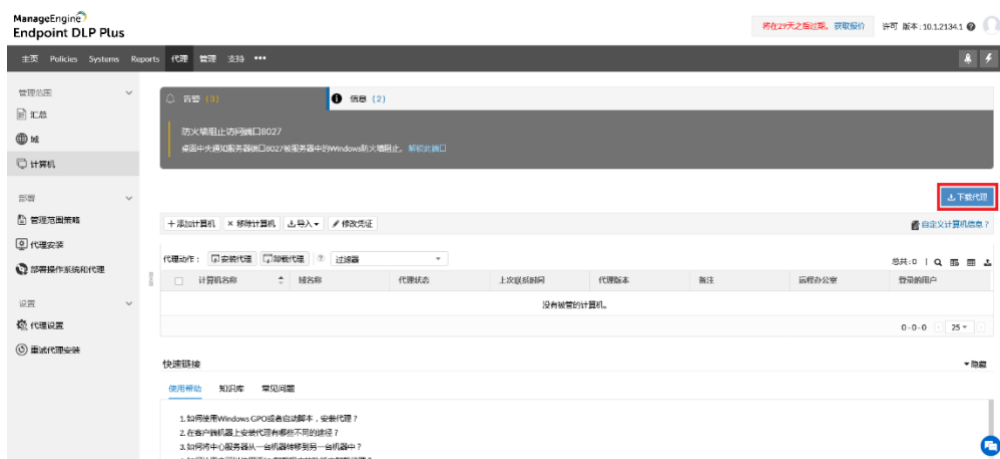 ManageEngine
Endpoint DLP Plus
将在29天之后过期。 获取报价 许可 版本: 10.1.2134.1
主页 Policies Systems Reports 代理 管理 支持 •••
管理范围
汇总
域
计算机
部署
管理范围策略
代理安装
部署操作系统和代理
设置
代理设置
重试代理安装
告警 (3) 信息 (2)
防火墙阻止访问端口8027
桌面中央通知服务器端口8027被服务器中的Windows防火墙阻止。 解锁此端口
下载代理
+ 添加计算机 × 移除计算机 导入 修改凭证
自定义计算机信息?
代理动作: 安装代理 卸载代理 过滤器
总共: 0
计算机名称 域名称 代理状态 上次联系时间 代理版本 备注 远程办公室 登录的用户
没有被管的计算机。
0-0-0 25
快速链接 隐藏
使用帮助 知识库 常见问题
1. 如何使用Windows GPO或者启动脚本,安装代理?
2. 在客户端机器上安装代理有哪些不同的途径?
3. 如何将中心服务器从一台机器转移到另一台机器中?